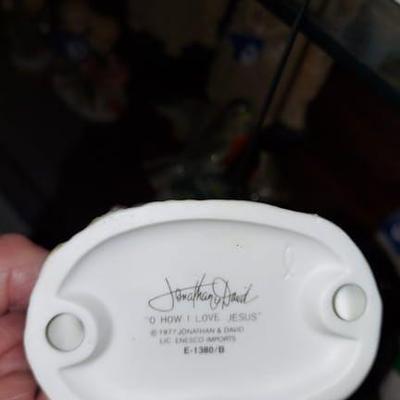 Jonathan & David
"O HOW I LOVE JESUS"
© 1977 JONATHAN & DAVID
LIC. ENESCO IMPORTS
E-1380/B